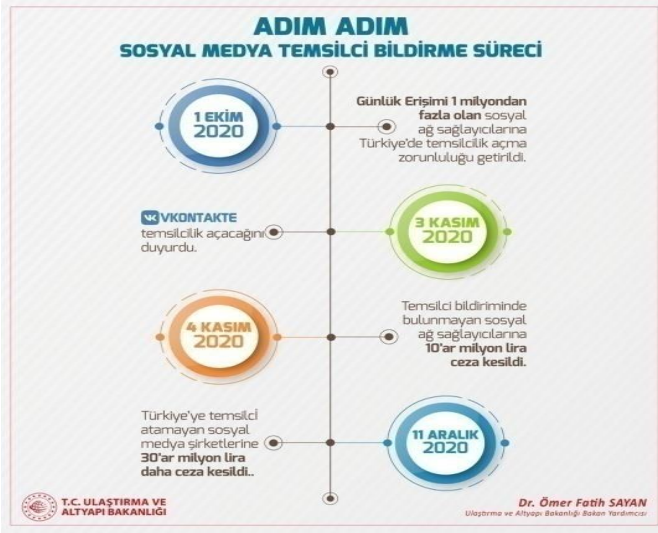 ADIM ADIM
SOSYAL MEDYA TEMSİLCİ BİLDİRME SÜRECİ
1 EKİM
2020
Günlük Erişimi 1 milyondan
fazla olan sosyal
ağ sağlayıcılarına
Türkiye'de temsilcilik açma
zorunluluğu getirildi.
VKONTAKTE
temsilcilik açacağını
duyurdu.
3 KASIM
2020
4 KASIM
2020
Temsilci bildiriminde
bulunmayan sosyal
ağ sağlayıcılarına
10'ar milyon lira
ceza kesildi.
Türkiye'ye temsilci
atamayan sosyal
medya şirketlerine
30'ar milyon lira
daha ceza kesildi..
11 ARALIK
2020
T.C. ULAŞTIRMA VE
ALTYAPI BAKANLIĞI
Dr. Ömer Fatih SAYAN
Ulaştırma ve Altyapı Bakanlığı Bakan Yardımcısı